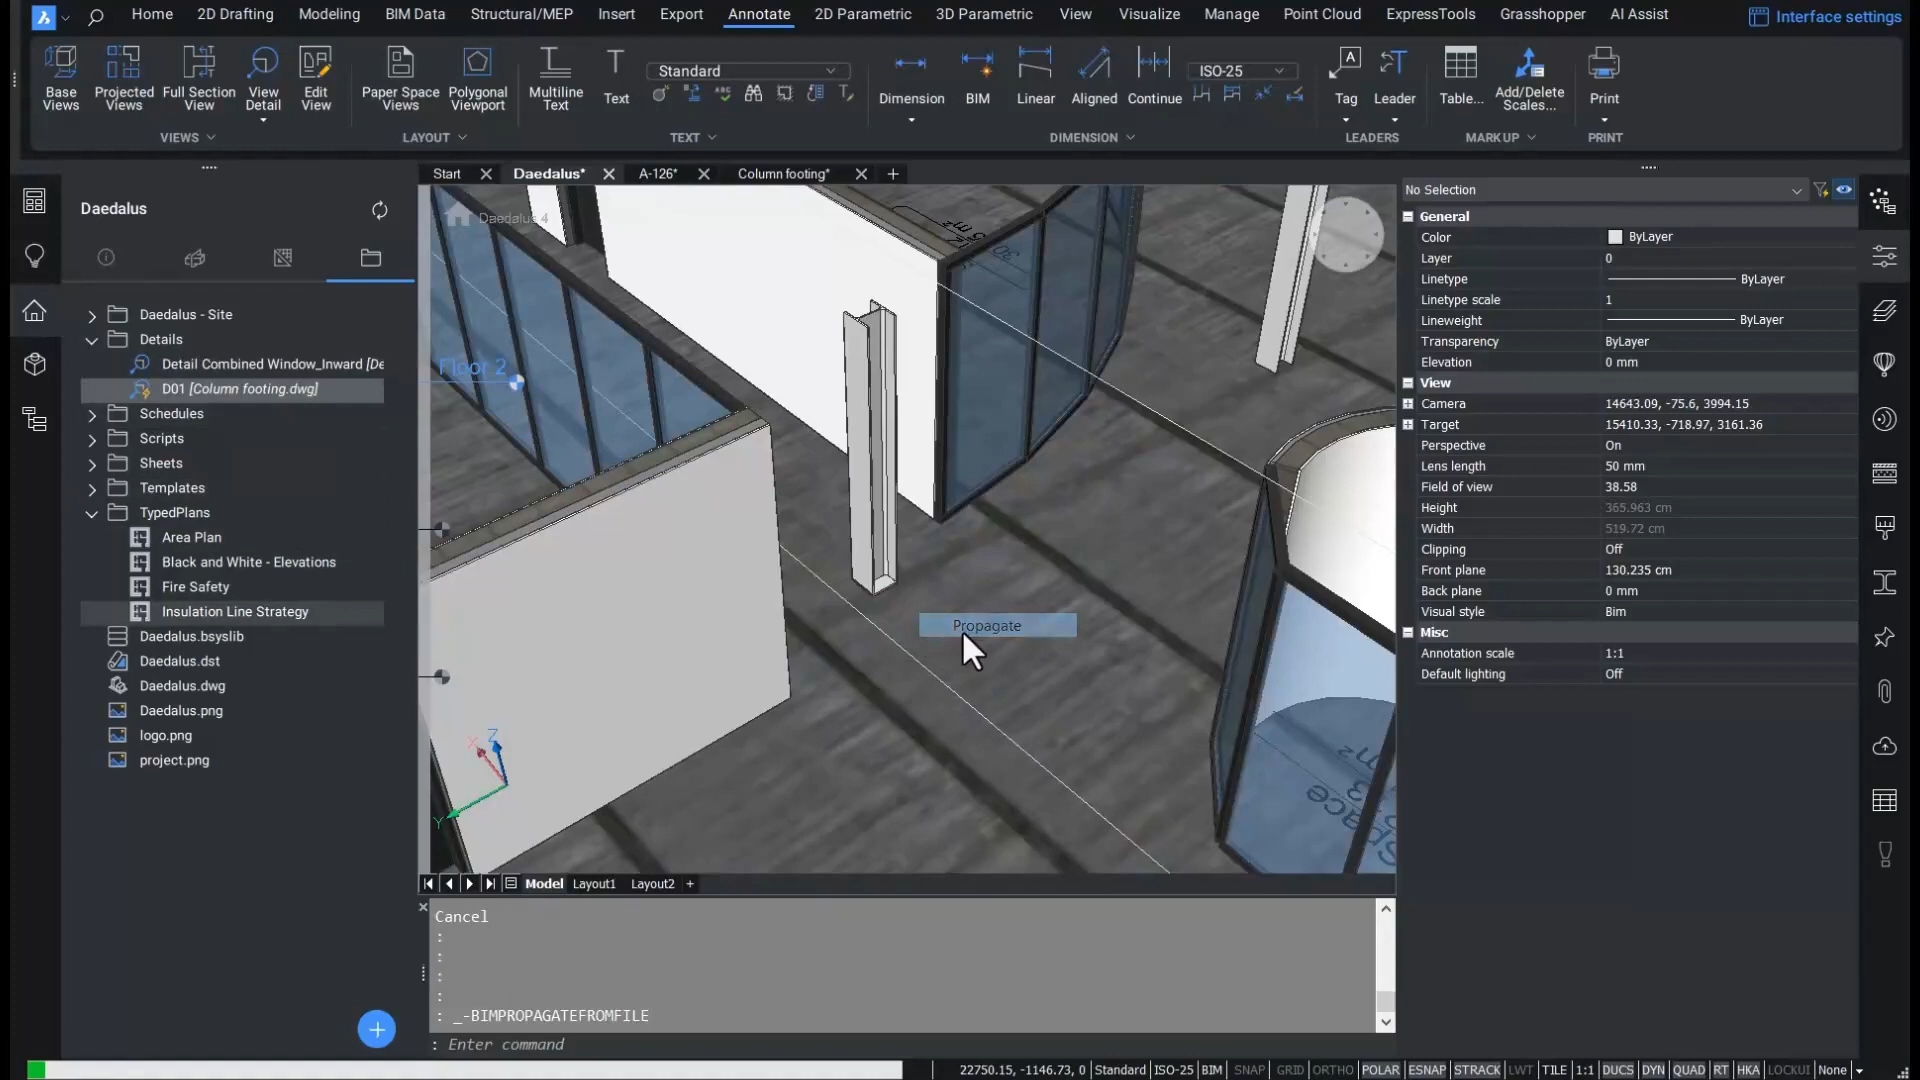 Home 2D Drafting Modeling BIM Data Structural/MEP Insert Export Annotate 2D Parametric 3D Parametric View Visualize Manage Point Cloud ExpressTools Grasshopper AI Assist Interface settings
Base Views
Projected Views
Full Section View
View Detail
Edit View
Paper Space Views
Polygonal Viewport
Multiline Text
Text
Standard
Dimension
BIM
Linear
Aligned
Continue
ISO-25
Tag
Leader
Table...
Add/Delete Scales...
Print
VIEWS LAYOUT TEXT DIMENSION LEADERS MARKUP PRINT
Start Daedalus* A-126* Column footing*
Daedalus
Daedalus - Site
Details
Detail Combined Window_Inward [De
D01 [Column footing.dwg]
Schedules
Scripts
Sheets
Templates
TypedPlans
Area Plan
Black and White - Elevations
Fire Safety
Insulation Line Strategy
Daedalus.bsyslib
Daedalus.dst
Daedalus.dwg
Daedalus.png
logo.png
project.png
Daedalus 4
Floor 2
Propagate
m²
Space
m²
X
Y
Z
Model Layout1 Layout2
Cancel
:
:
:
:
: _-BIMPROPAGATEFROMFILE
: Enter command
No Selection
General
Color ByLayer
Layer 0
Linetype ByLayer
Linetype scale 1
Lineweight ByLayer
Transparency ByLayer
Elevation 0 mm
View
Camera 14643.09, -75.6, 3994.15
Target 15410.33, -718.97, 3161.36
Perspective On
Lens length 50 mm
Field of view 38.58
Height 365.963 cm
Width 519.72 cm
Clipping Off
Front plane 130.235 cm
Back plane 0 mm
Visual style Bim
Misc
Annotation scale 1:1
Default lighting Off
22750.15, -1146.73, 0 Standard ISO-25 BIM SNAP GRID ORTHO POLAR ESNAP STRACK LWT TILE 1:1 DUCS DYN QUAD RT HKA LOCKUI None